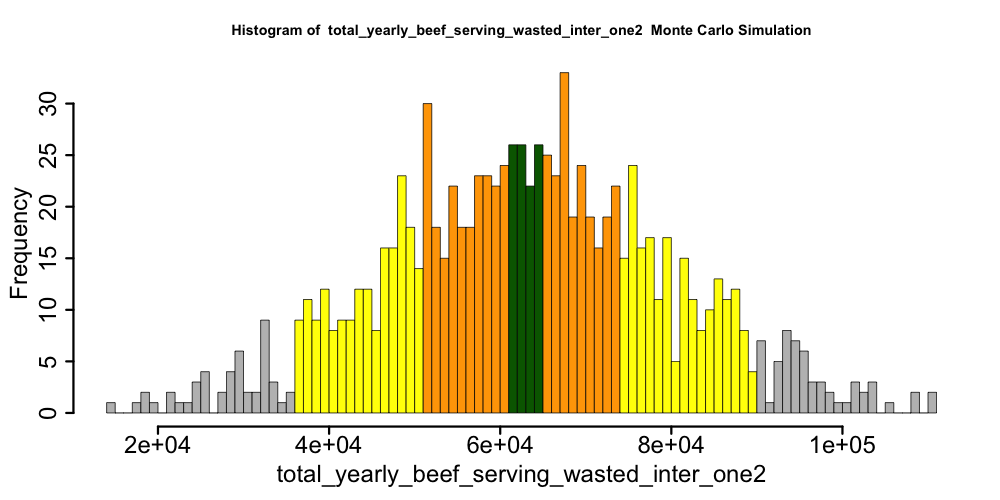 Histogram of  total_yearly_beef_serving_wasted_inter_one2  Monte Carlo Simulation
Frequency
30
25
20
15
10
5
0
2e+04 4e+04 6e+04 8e+04 1e+05
total_yearly_beef_serving_wasted_inter_one2